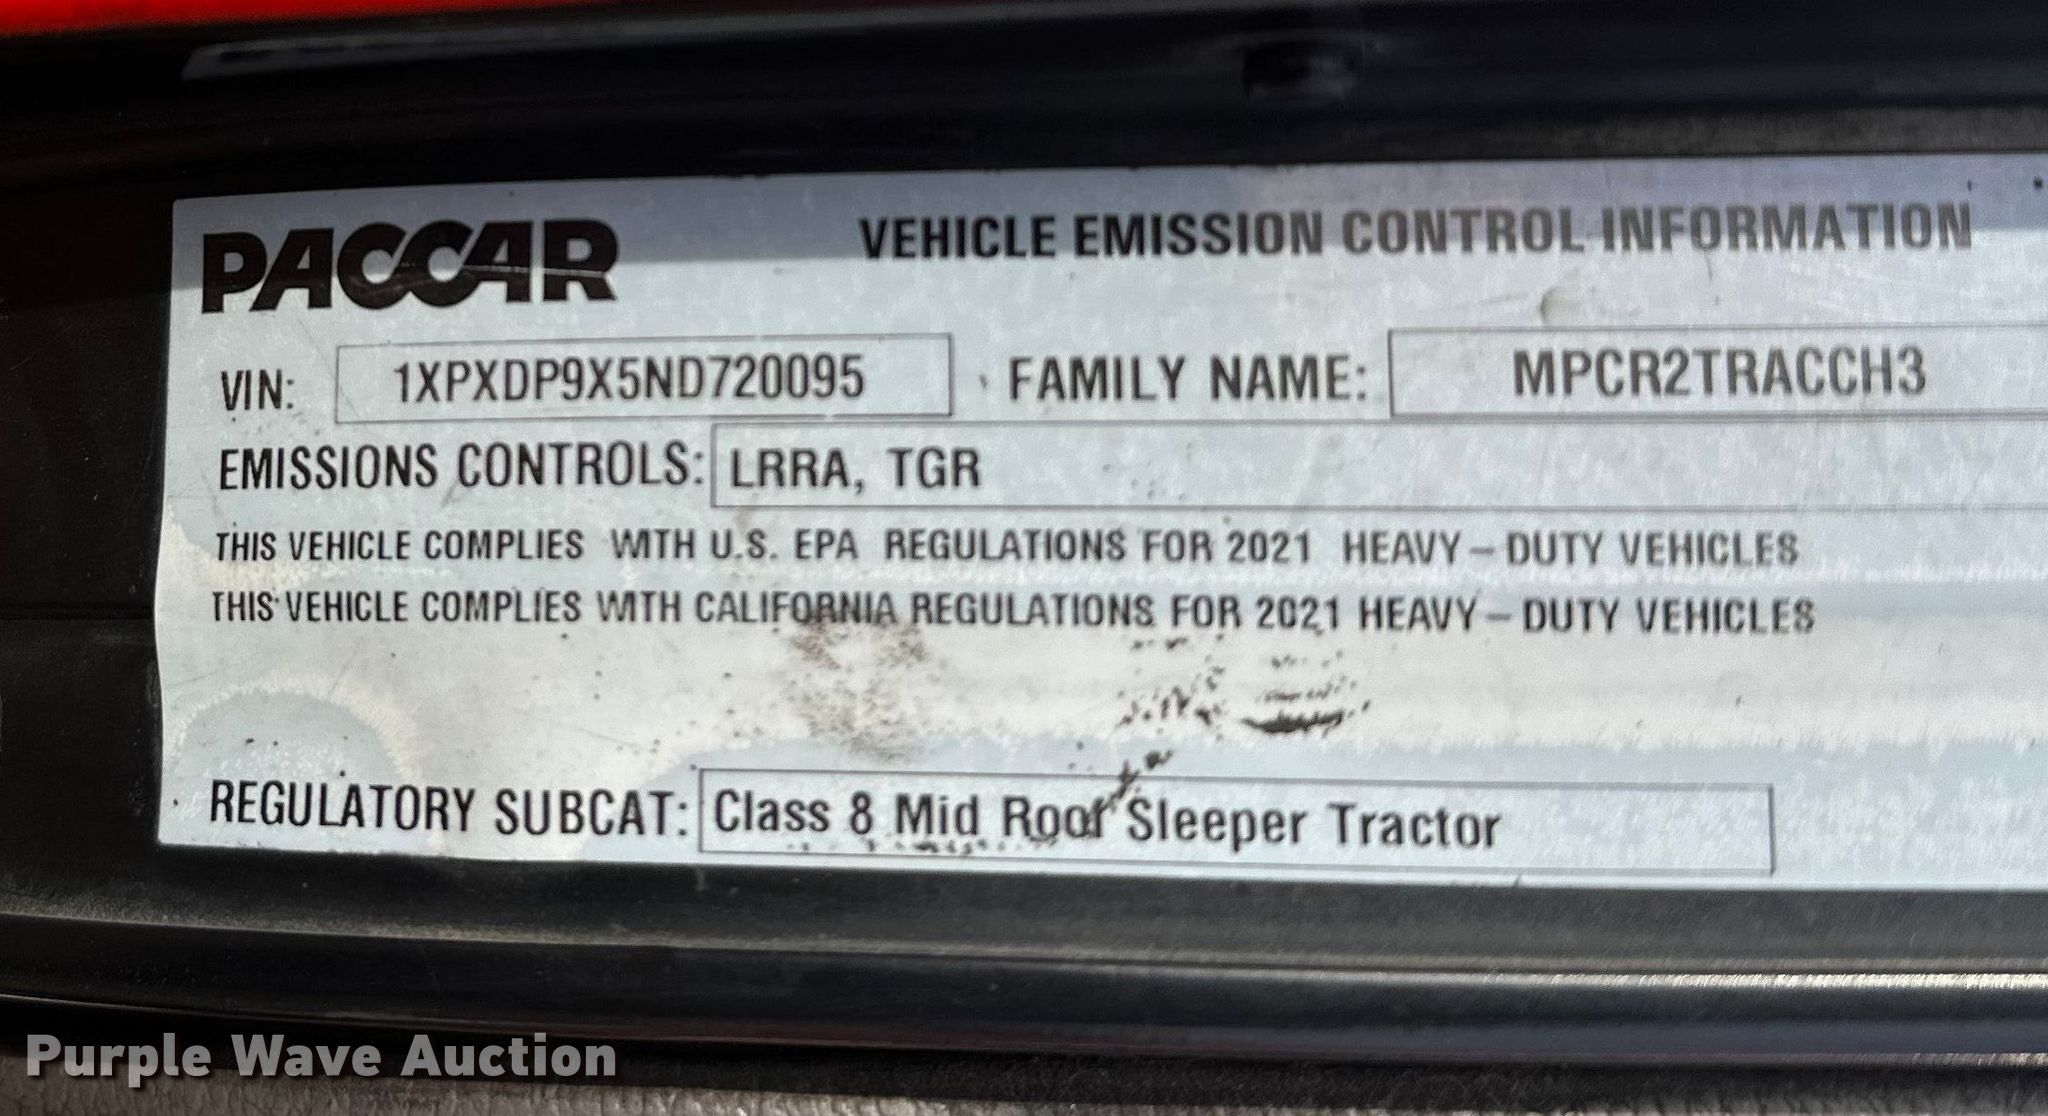 PACCAR VEHICLE EMISSION CONTROL INFORMATION
VIN: 1XPXDP9X5ND720095 FAMILY NAME: MPCR2TRACCH3
EMISSIONS CONTROLS: LRRA, TGR
THIS VEHICLE COMPLIES WITH U.S. EPA REGULATIONS FOR 2021 HEAVY-DUTY VEHICLES
THIS VEHICLE COMPLIES WITH CALIFORNIA REGULATIONS FOR 2021 HEAVY-DUTY VEHICLES
REGULATORY SUBCAT: Class 8 Mid Roof Sleeper Tractor
Purple Wave Auction